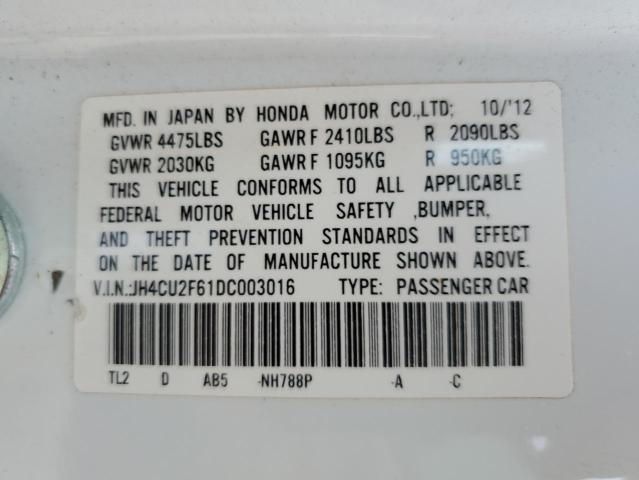 MFD. IN JAPAN BY HONDA MOTOR CO.,LTD; 10/'12
GVWR 4475LBS GAWR F 2410LBS R 2090LBS
GVWR 2030KG GAWR F 1095KG R 950KG
THIS VEHICLE CONFORMS TO ALL APPLICABLE
FEDERAL MOTOR VEHICLE SAFETY ,BUMPER,
AND THEFT PREVENTION STANDARDS IN EFFECT
ON THE DATE OF MANUFACTURE SHOWN ABOVE.
V.I.N.:JH4CU2F61DC003016 TYPE: PASSENGER CAR
TL2 D AB5 -NH788P -A -C